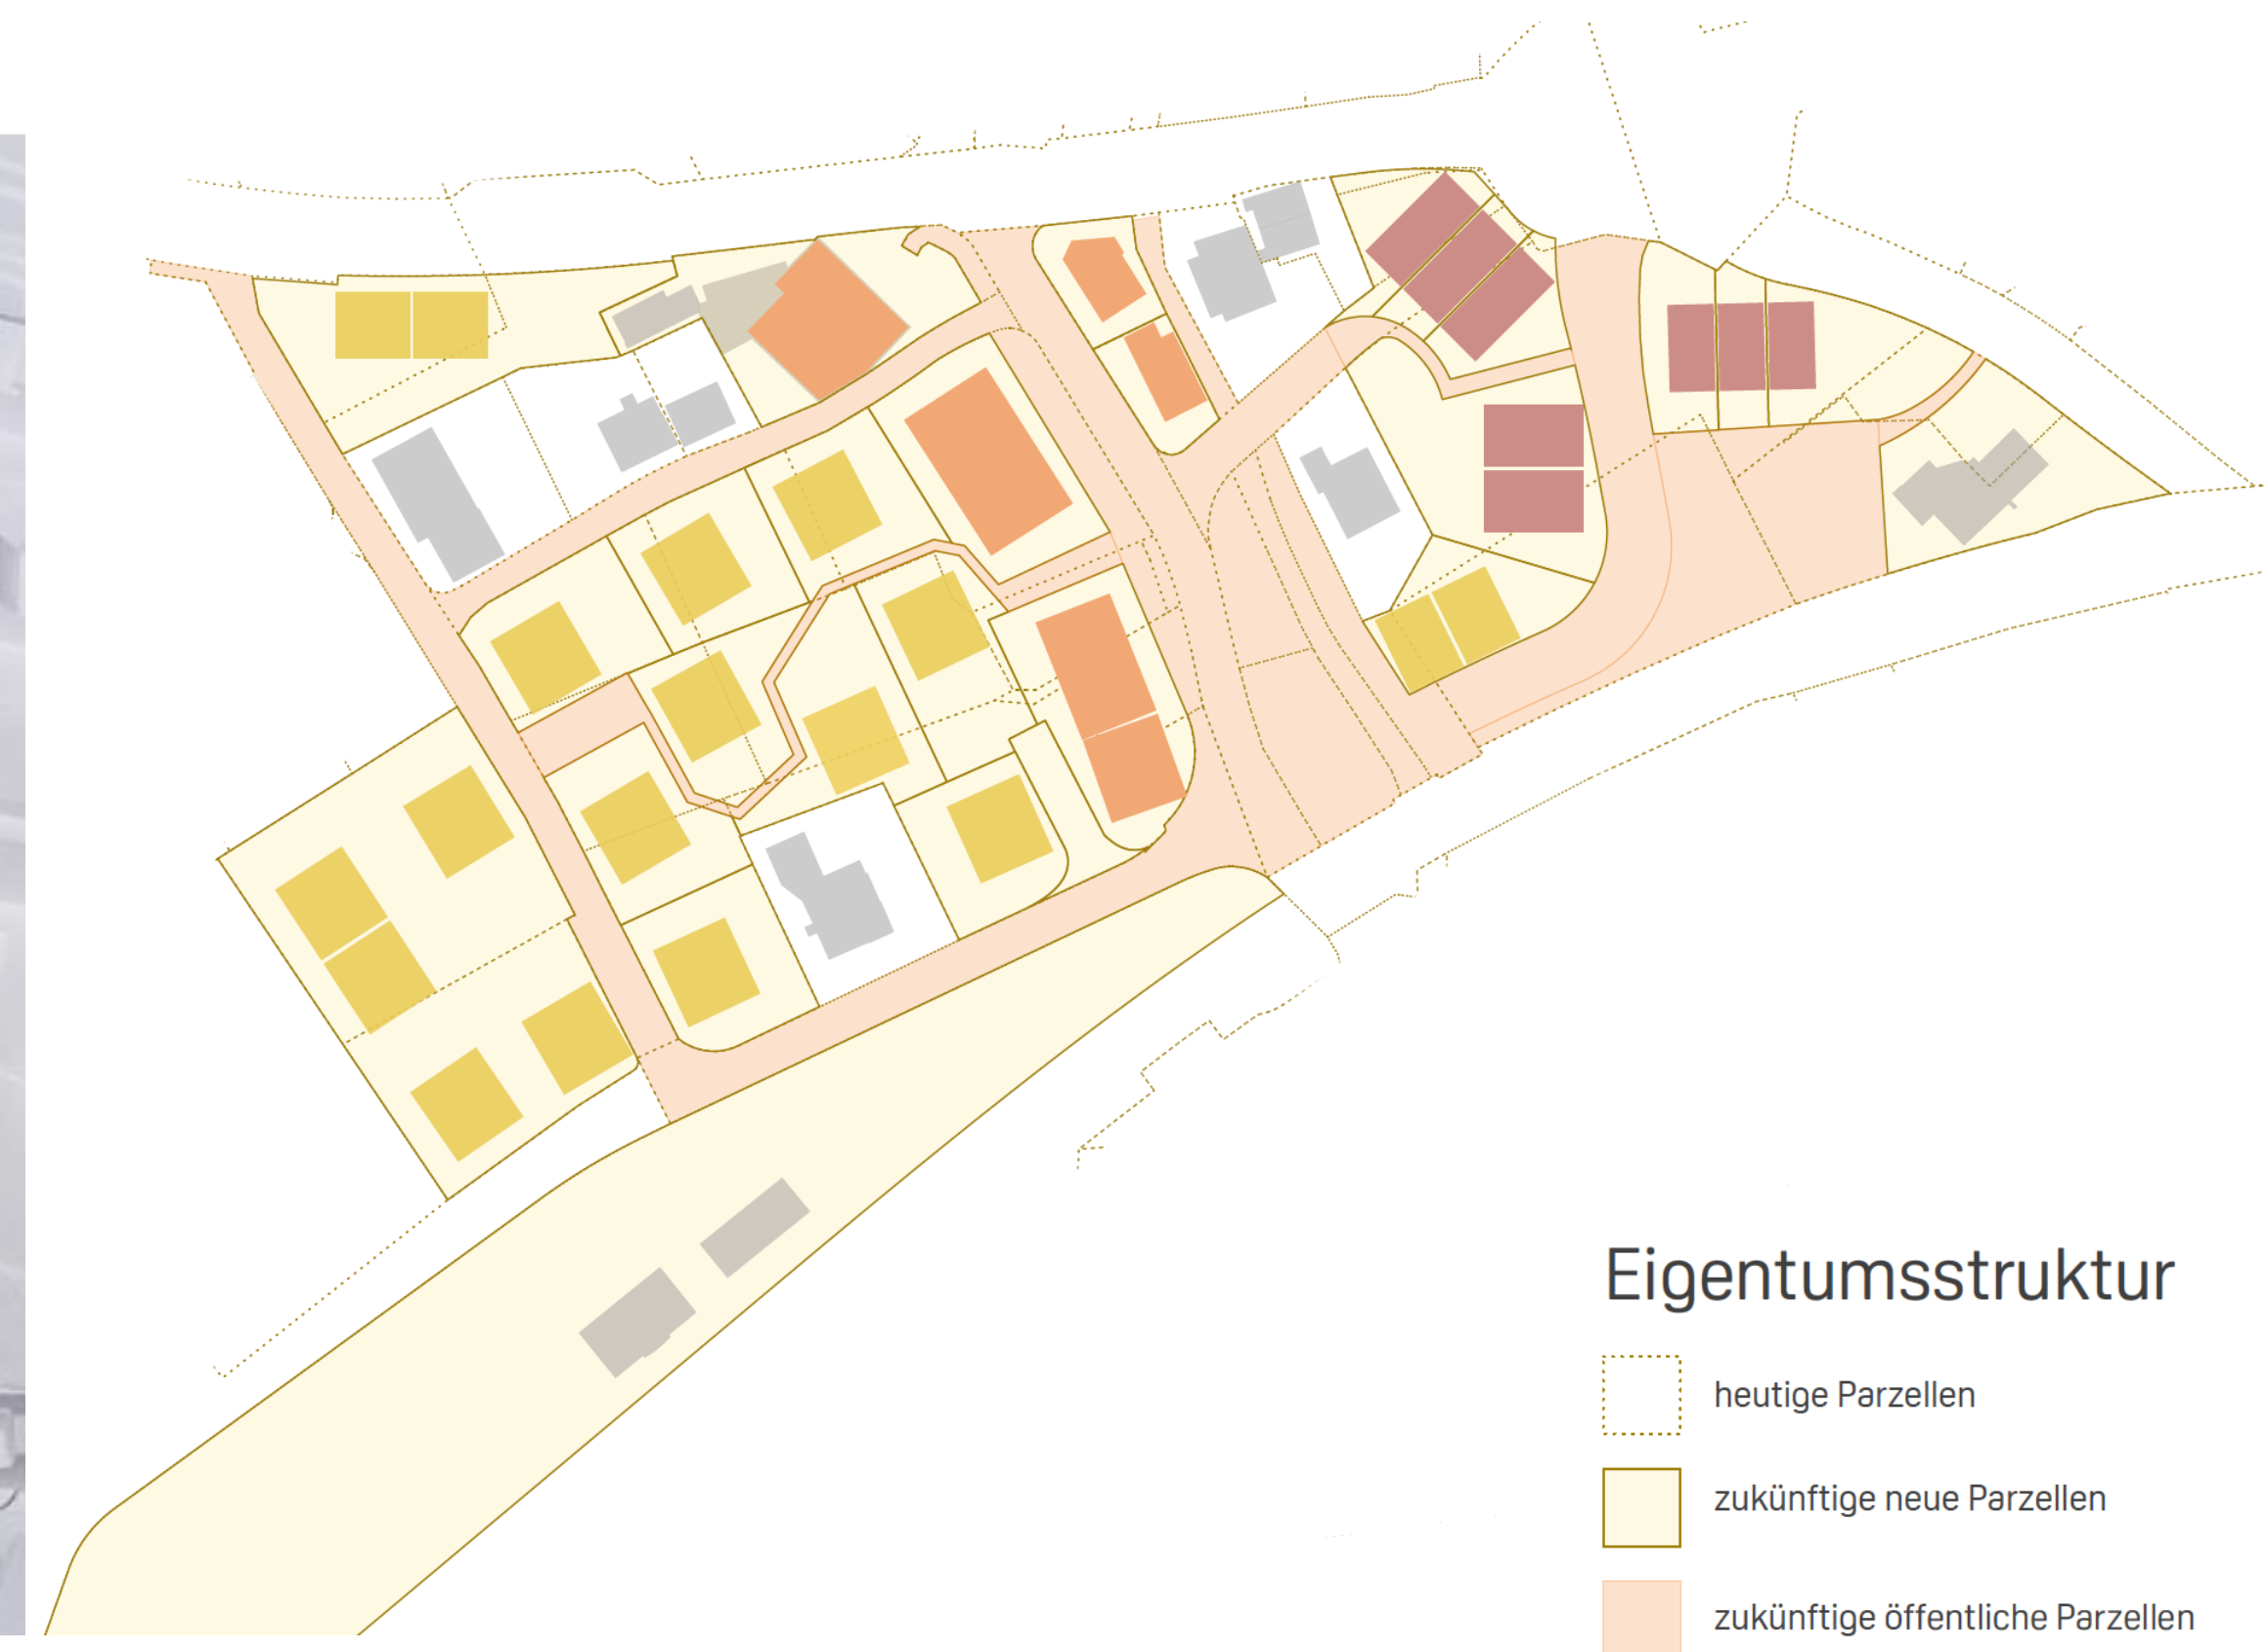 Eigentumsstruktur
heutige Parzellen
zukünftige neue Parzellen
zukünftige öffentliche Parzellen